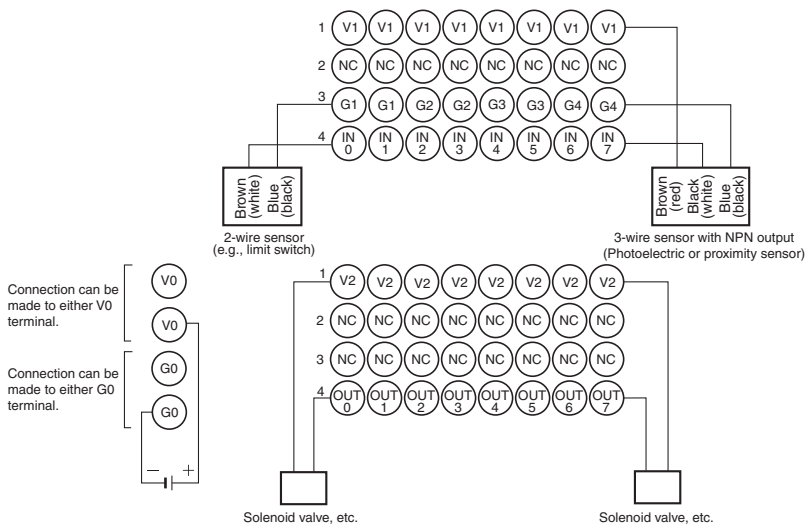 1 V1 V1 V1 V1 V1 V1 V1 V1
2 NC NC NC NC NC NC NC NC
3 G1 G1 G2 G2 G3 G3 G4 G4
4 IN 0 IN 1 IN 2 IN 3 IN 4 IN 5 IN 6 IN 7
Brown
(white)
Blue
(black)
2-wire sensor
(e.g., limit switch)
Brown
(red)
Black
(white)
Blue
(black)
3-wire sensor with NPN output
(Photoelectric or proximity sensor)
Connection can be
made to either V0
terminal.
V0
V0
Connection can be
made to either G0
terminal.
G0
G0
− +
1 V2 V2 V2 V2 V2 V2 V2 V2
2 NC NC NC NC NC NC NC NC
3 NC NC NC NC NC NC NC NC
4 OUT 0 OUT 1 OUT 2 OUT 3 OUT 4 OUT 5 OUT 6 OUT 7
Solenoid valve, etc.
Solenoid valve, etc.